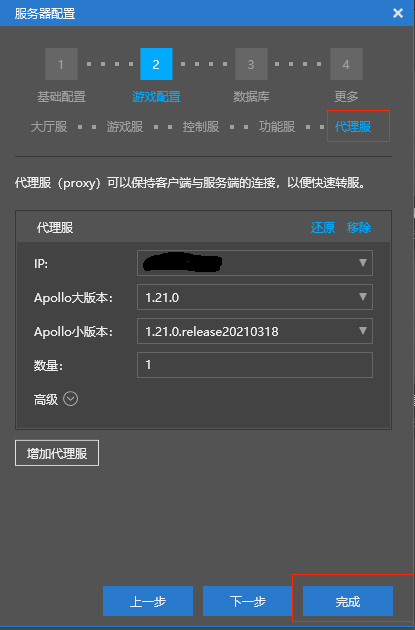 服务器配置
1 2 3 4
基础配置 游戏配置 数据库 更多
大厅服 游戏服 控制服 功能服 代理服
代理服（proxy）可以保持客户端与服务端的连接，以便快速转服。
代理服 还原 移除
IP:
Apollo大版本： 1.21.0
Apollo小版本： 1.21.0.release20210318
数量： 1
高级
增加代理服
上一步 下一步 完成